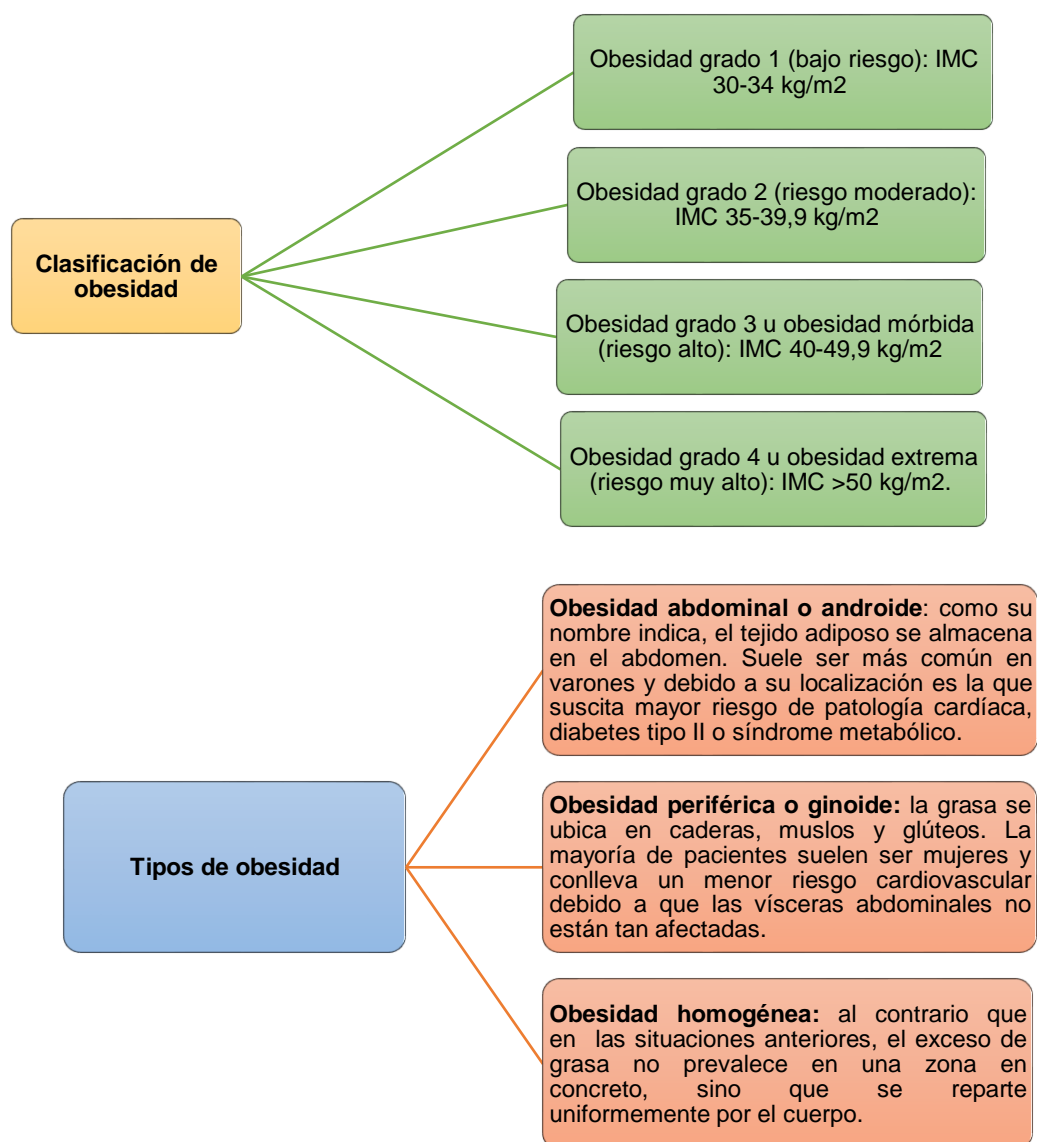 Clasificación de
obesidad
Obesidad grado 1 (bajo riesgo): IMC
30-34 kg/m2
Obesidad grado 2 (riesgo moderado):
IMC 35-39,9 kg/m2
Obesidad grado 3 u obesidad mórbida
(riesgo alto): IMC 40-49,9 kg/m2
Obesidad grado 4 u obesidad extrema
(riesgo muy alto): IMC >50 kg/m2.
Tipos de obesidad
Obesidad abdominal o androide: como su
nombre indica, el tejido adiposo se almacena
en el abdomen. Suele ser más común en
varones y debido a su localización es la que
suscita mayor riesgo de patología cardíaca,
diabetes tipo II o síndrome metabólico.
Obesidad periférica o ginoide: la grasa se
ubica en caderas, muslos y glúteos. La
mayoría de pacientes suelen ser mujeres y
conlleva un menor riesgo cardiovascular
debido a que las vísceras abdominales no
están tan afectadas.
Obesidad homogénea: al contrario que
en las situaciones anteriores, el exceso de
grasa no prevalece en una zona en
concreto, sino que se reparte
uniformemente por el cuerpo.